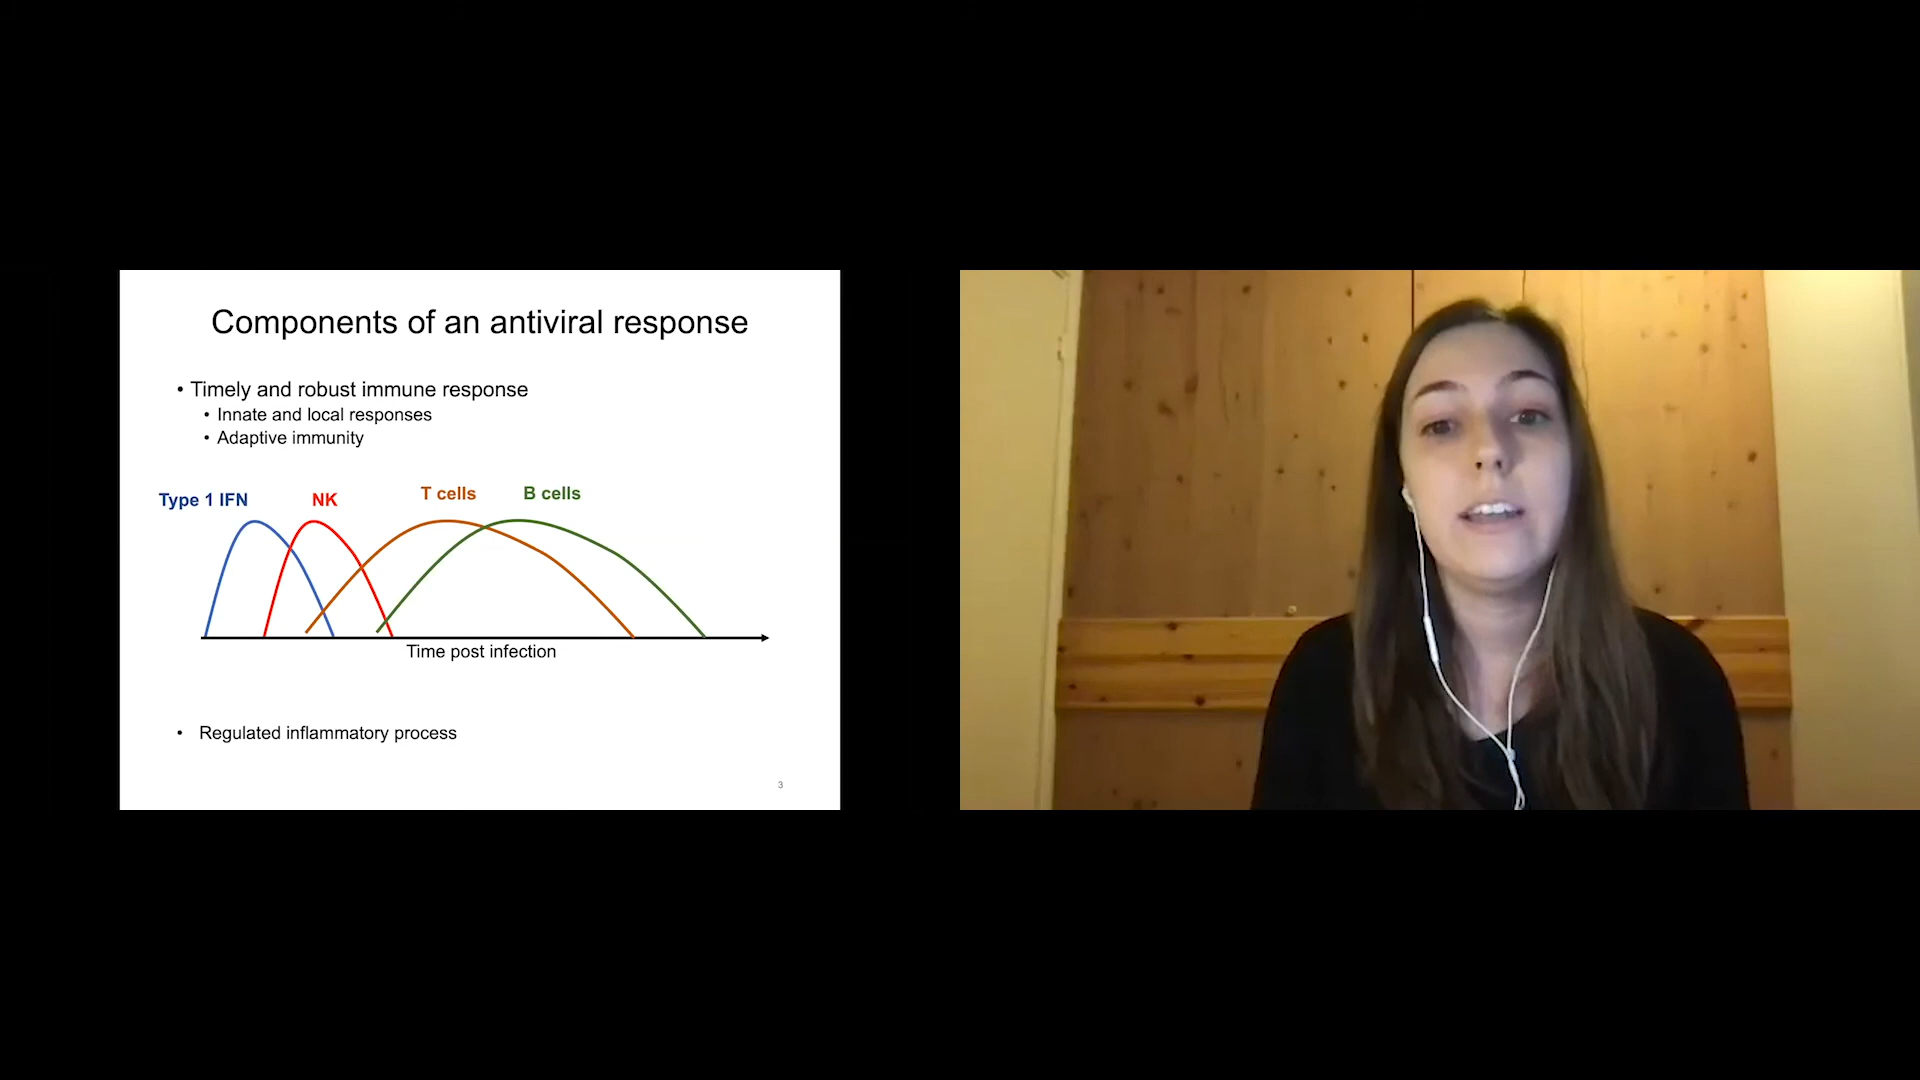 Components of an antiviral response
• Timely and robust immune response
• Innate and local responses
• Adaptive immunity
Type 1 IFN NK T cells B cells
Time post infection
• Regulated inflammatory process
3